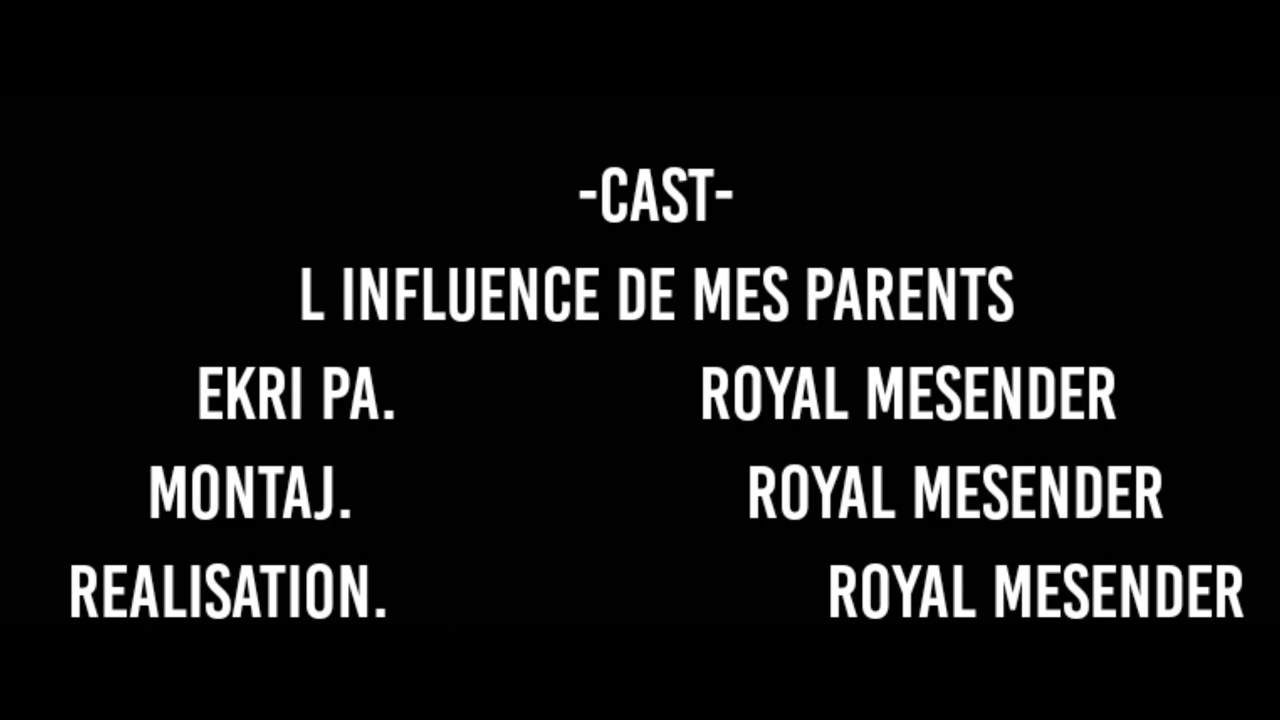 -CAST-
L INFLUENCE DE MES PARENTS
EKRI PA. ROYAL MESENDER
MONTAJ. ROYAL MESENDER
REALISATION. ROYAL MESENDER